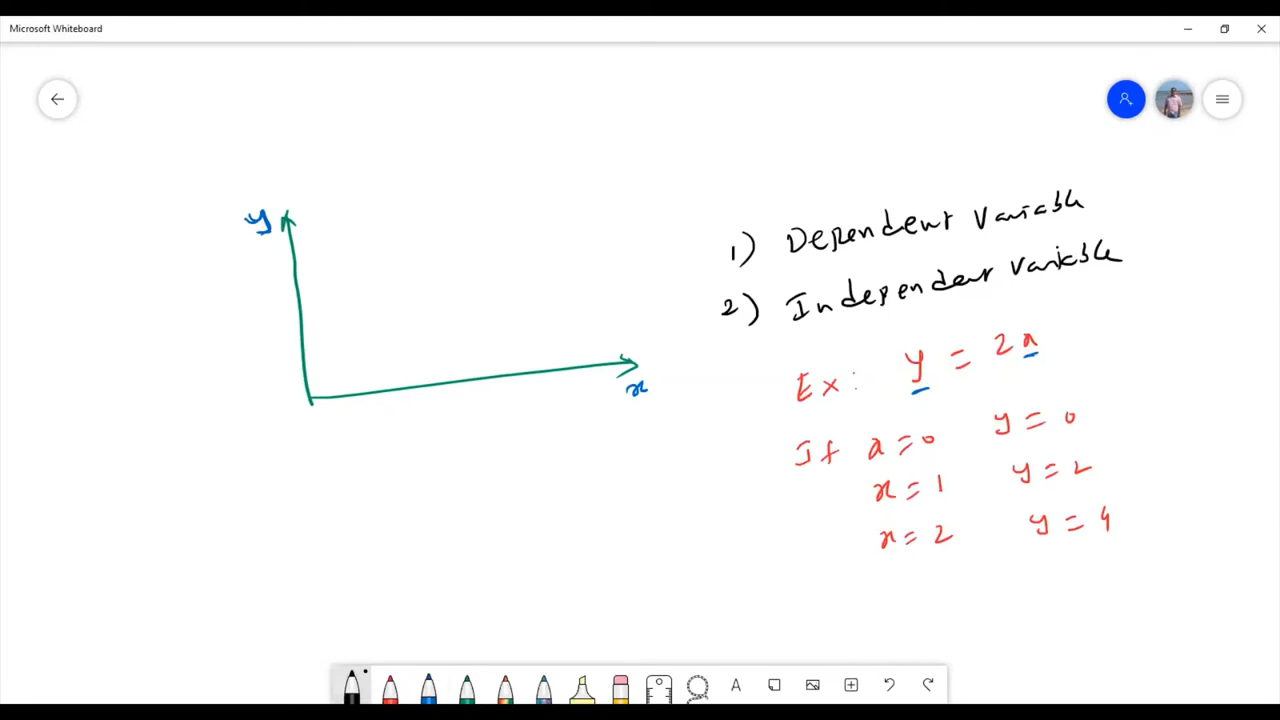 Microsoft Whiteboard
y
x
1) Dependent Variable
2) Independent Variable
Ex: y = 2x
If x = 0 y = 0
x = 1 y = 2
x = 2 y = 4
A